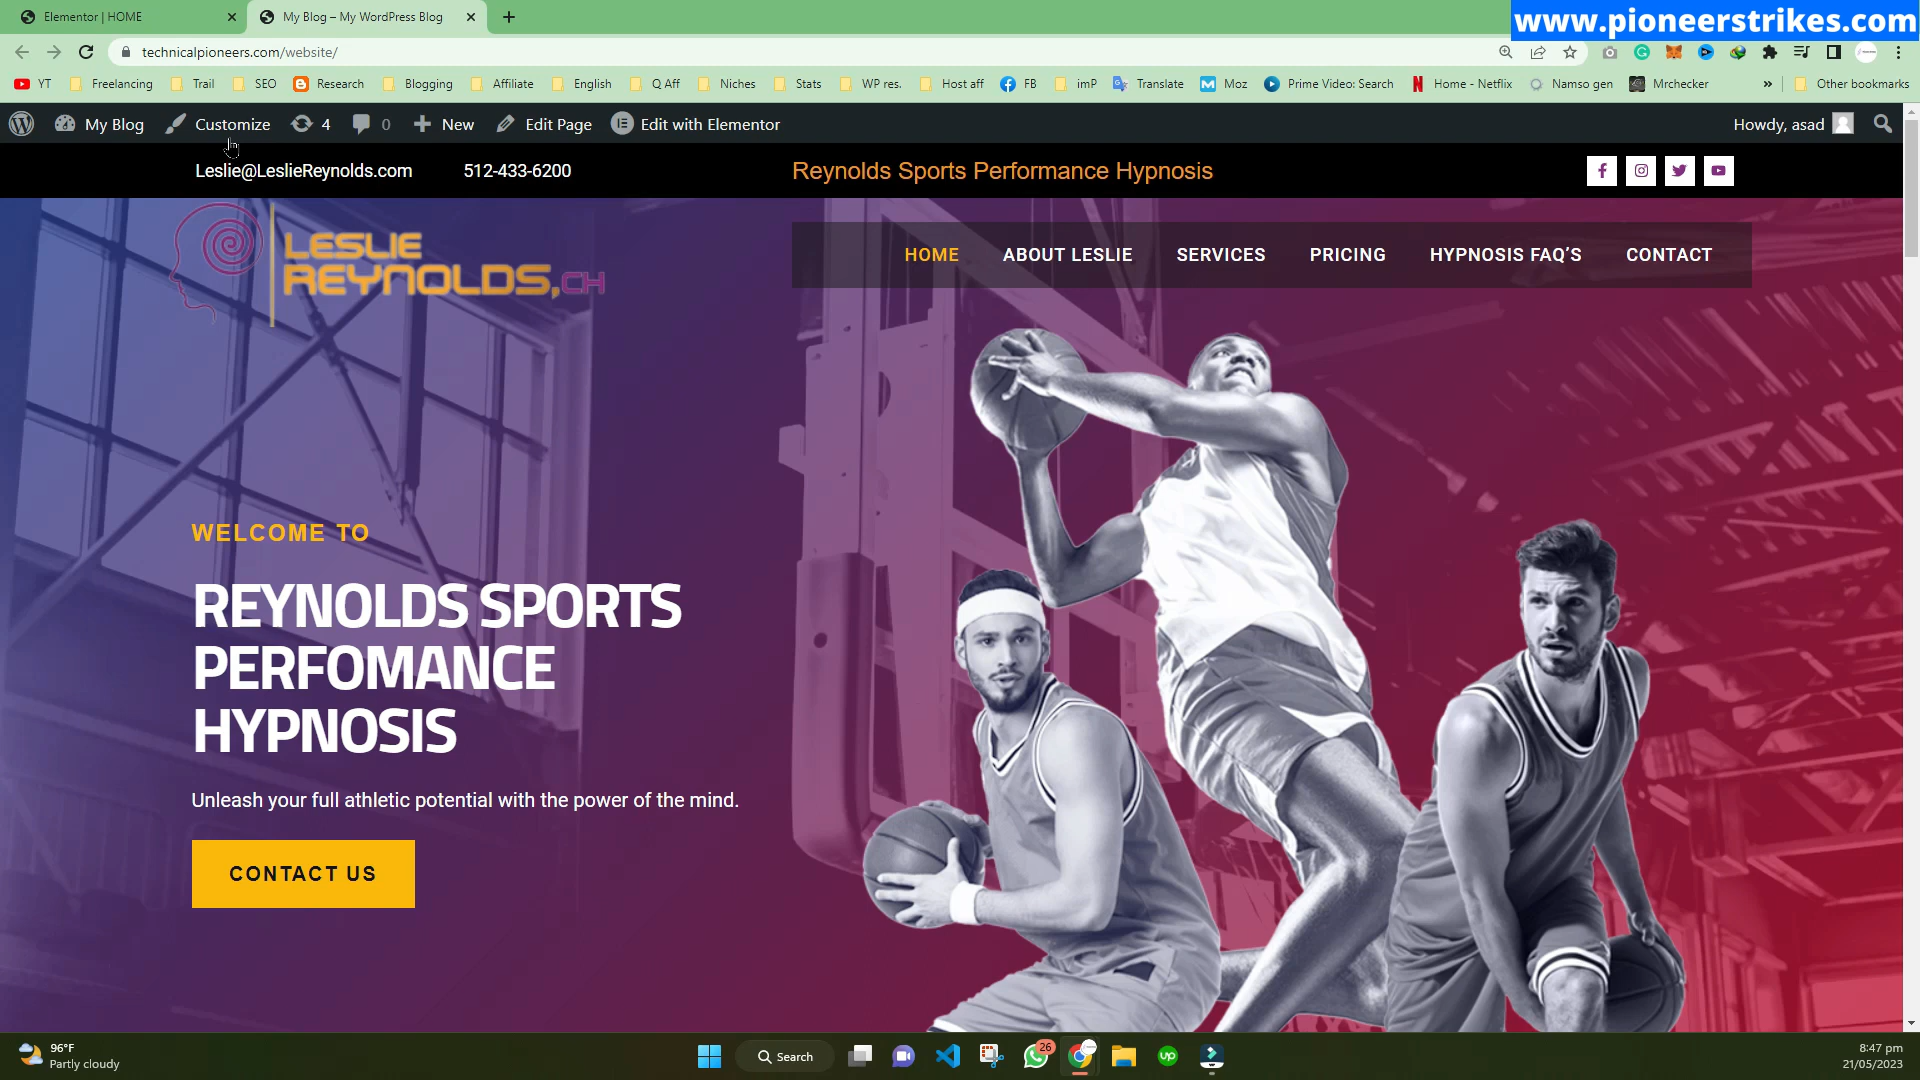 Elementor | HOME
My Blog – My WordPress Blog
www.pioneerstrikes.com
technicalpioneers.com/website/
YT
Freelancing
Trail
SEO
Research
Blogging
Affiliate
English
Q Aff
Niches
Stats
WP res.
Host aff
FB
imP
Translate
Moz
Prime Video: Search
Home - Netflix
Namso gen
Mrchecker
»
Other bookmarks
My Blog
Customize
4
0
New
Edit Page
Edit with Elementor
Howdy, asad
Leslie@LeslieReynolds.com
512-433-6200
Reynolds Sports Performance Hypnosis
LESLIE
REYNOLDS,CH
HOME
ABOUT LESLIE
SERVICES
PRICING
HYPNOSIS FAQ’S
CONTACT
WELCOME TO
REYNOLDS SPORTS
PERFOMANCE
HYPNOSIS
Unleash your full athletic potential with the power of the mind.
CONTACT US
96°F
Partly cloudy
Search
26
up
8:47 pm
21/05/2023